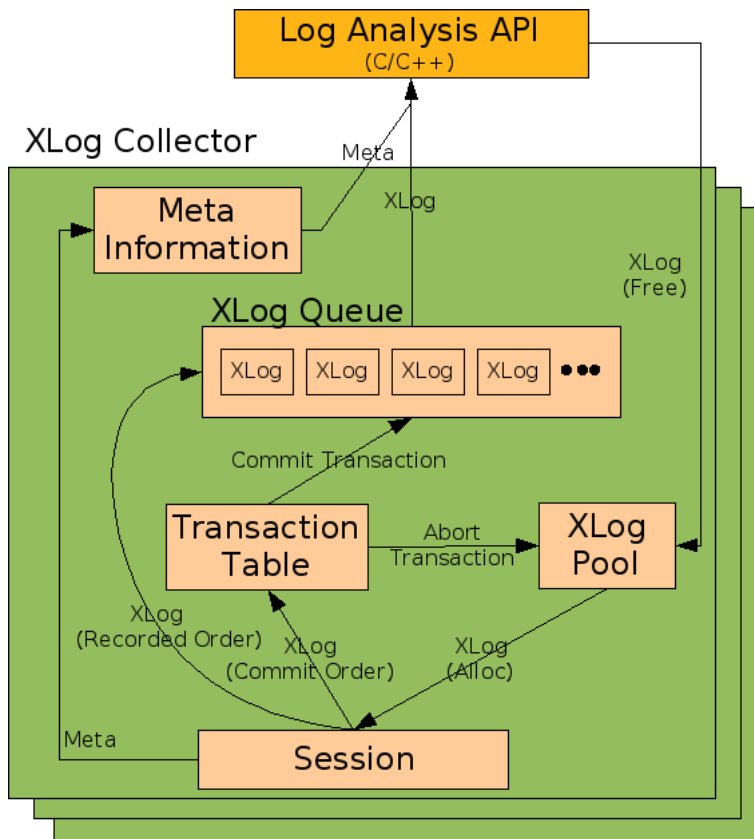 Log Analysis API
(C/C++)
XLog Collector
Meta
Meta
Information
XLog
XLog
(Free)
XLog Queue
XLog
XLog
XLog
XLog
Commit Transaction
Transaction
Table
Abort
Transaction
XLog
Pool
XLog
(Recorded Order)
XLog
(Commit Order)
XLog
(Alloc)
Meta
Session